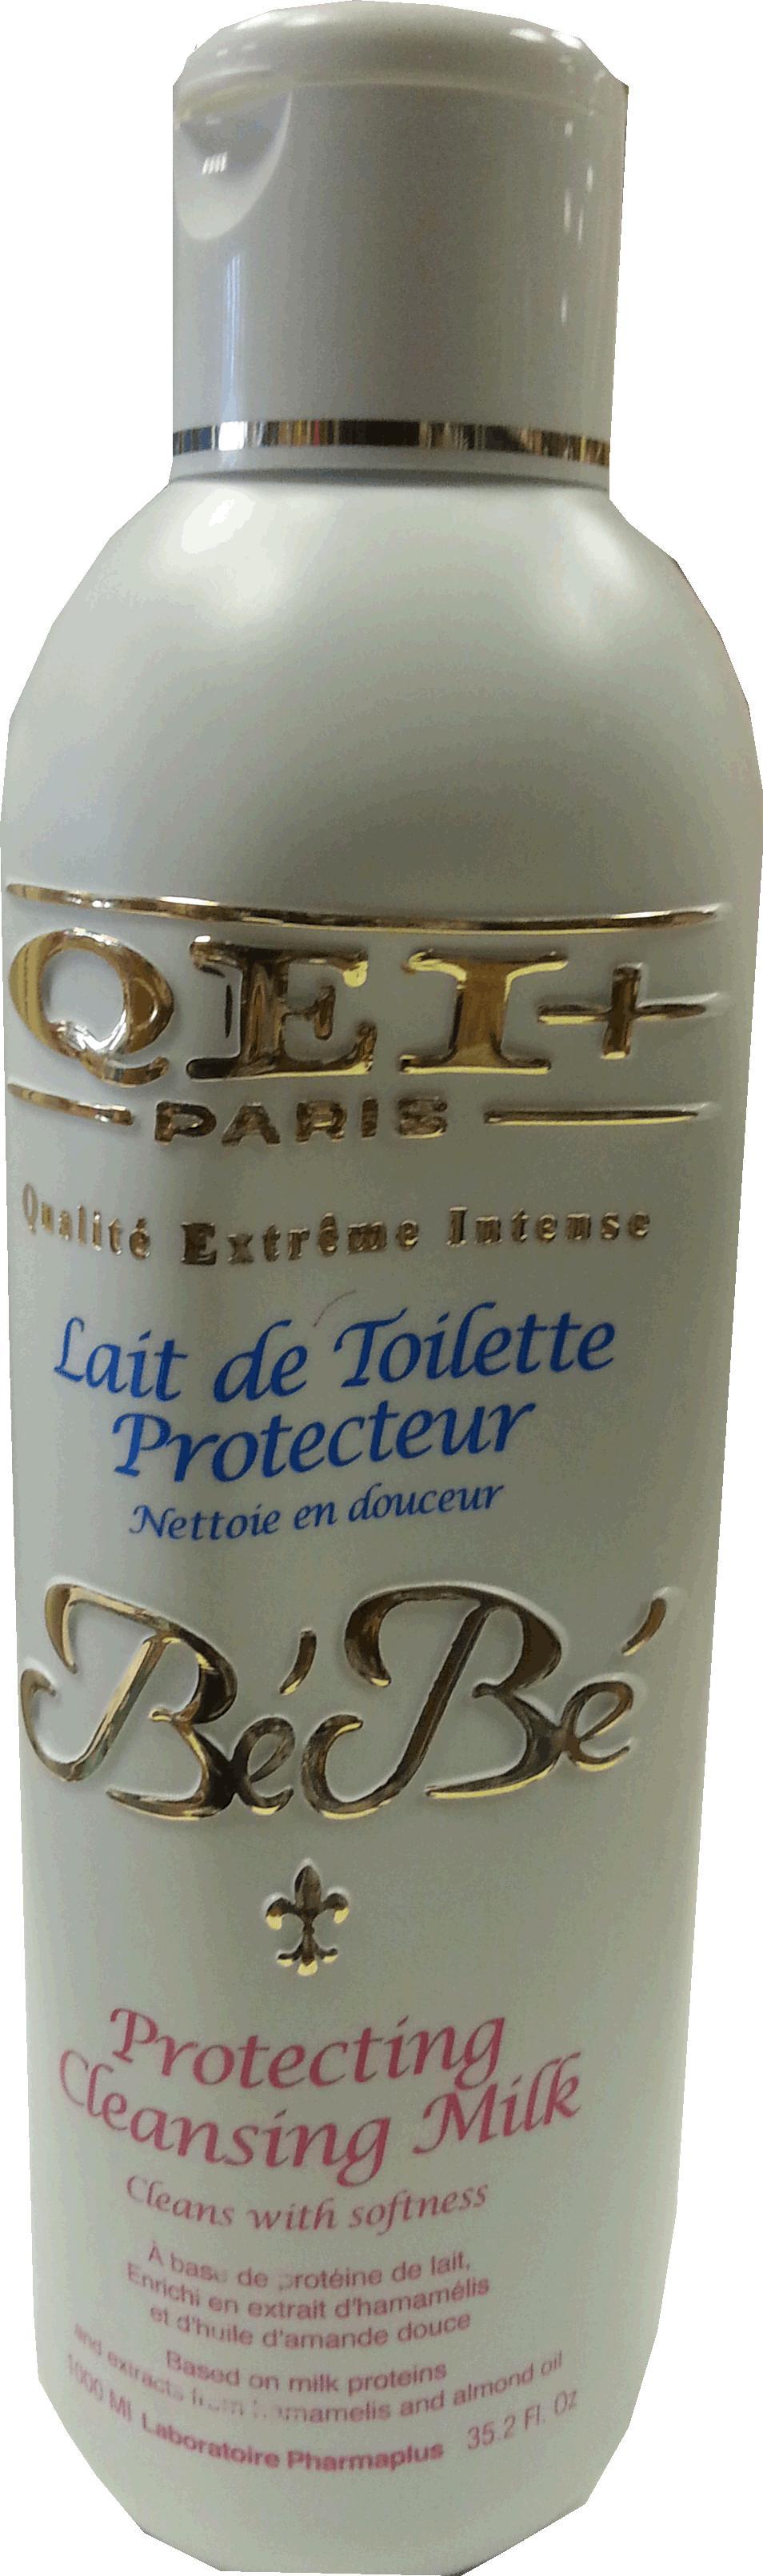 QEI+
PARIS
Qualité Extrême Intense
Lait de Toilette
Protecteur
Nettoie en douceur
BéBé
Protecting
Cleansing Milk
Cleans with softness
À base de protéine de lait,
Enrichi en extrait d'hamamélis
et d'huile d'amande douce
Based on milk proteins
and extracts from hamamelis and almond oil
1000 Ml Laboratoire Pharmaplus 35.2 Fl. Oz